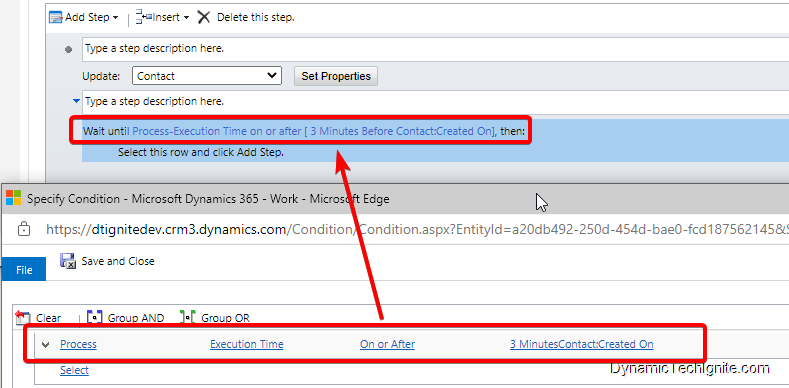 Add Step Insert Delete this step.
Type a step description here.
Update: Contact Set Properties
Type a step description here.
Wait until Process-Execution Time on or after [ 3 Minutes Before Contact:Created On], then:
Select this row and click Add Step.
Specify Condition - Microsoft Dynamics 365 - Work - Microsoft Edge
https://dtignitedev.crm3.dynamics.com/Condition/Condition.aspx?EntityId=a20db492-250d-454d-bae0-fcd187562145&S
File Save and Close
Clear Group AND Group OR
Process Execution Time On or After 3 MinutesContact:Created On
Select
DynamicTechIgnite.com